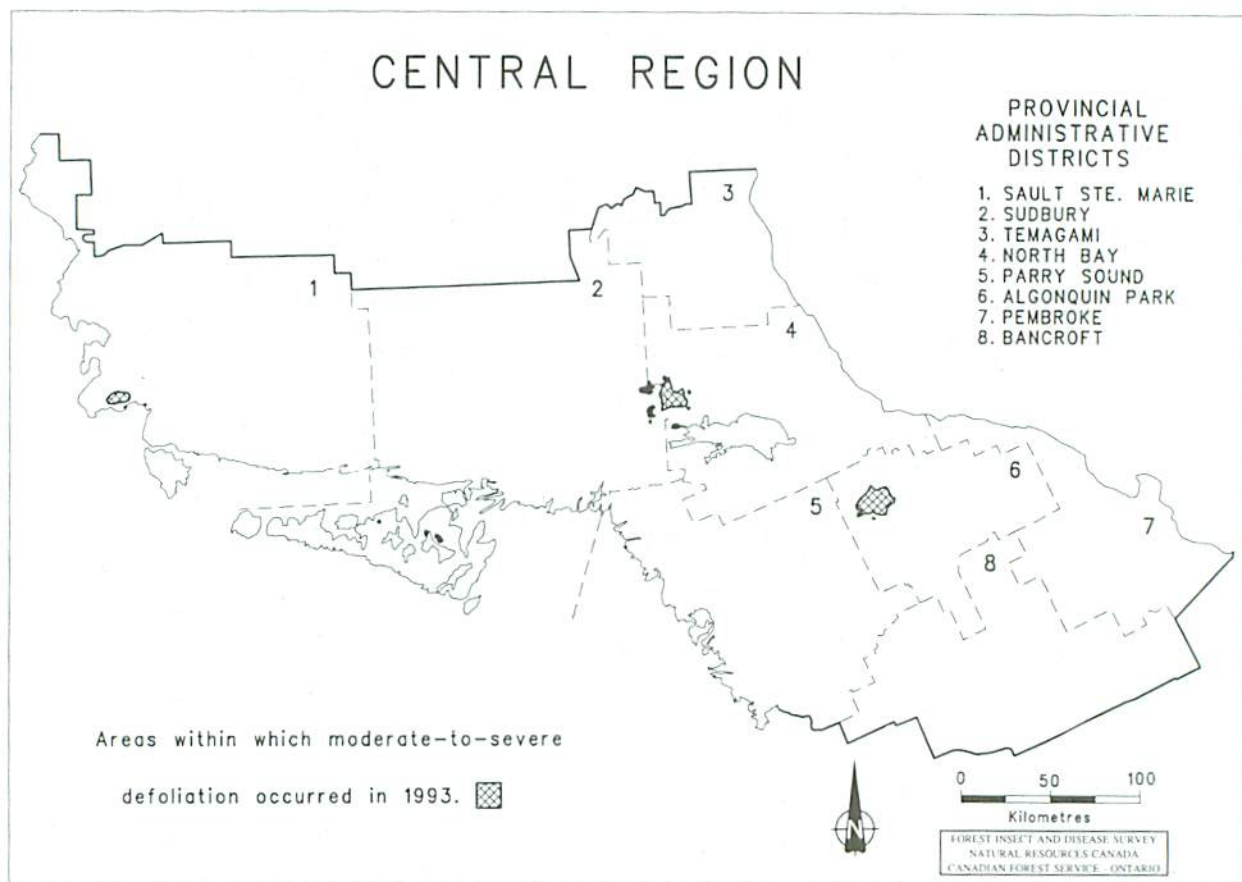 CENTRAL REGION
PROVINCIAL
ADMINISTRATIVE
DISTRICTS
1. SAULT STE. MARIE
2. SUDBURY
3. TEMAGAMI
4. NORTH BAY
5. PARRY SOUND
6. ALGONQUIN PARK
7. PEMBROKE
8. BANCROFT
3
1
2
4
6
5
7
8
Areas within which moderate-to-severe
defoliation occurred in 1993.
0 50 100
Kilometres
N
FOREST INSECT AND DISEASE SURVEY
NATURAL RESOURCES CANADA
CANADIAN FOREST SERVICE - ONTARIO